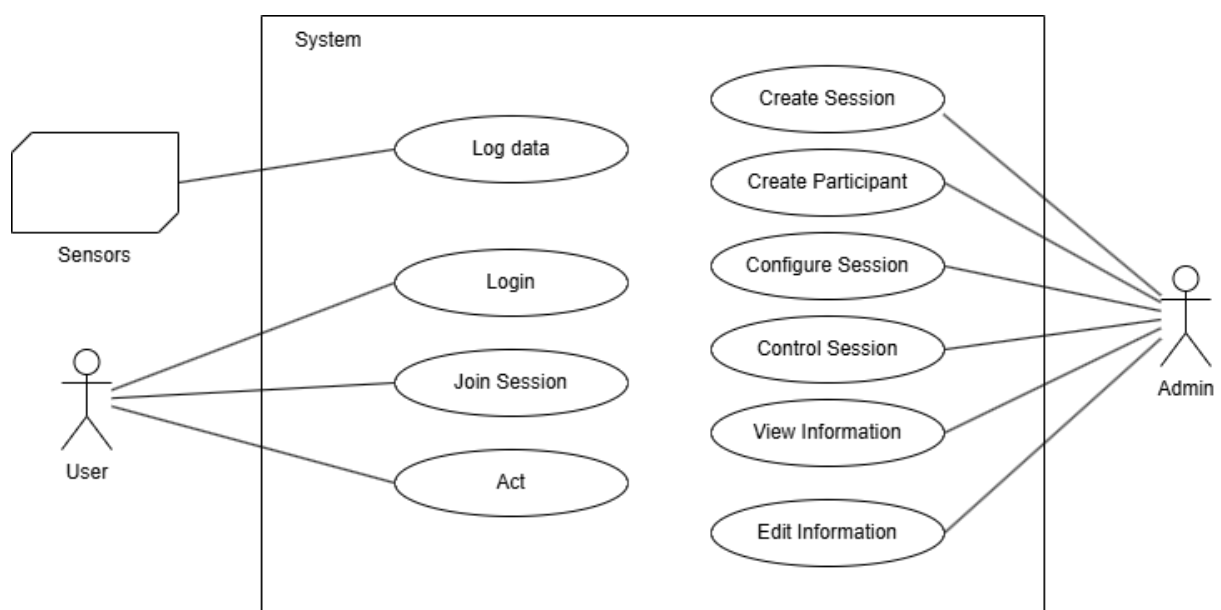 System
Create Session
Log data
Create Participant
Sensors
Configure Session
Login
Control Session
Join Session
Admin
View Information
User
Act
Edit Information